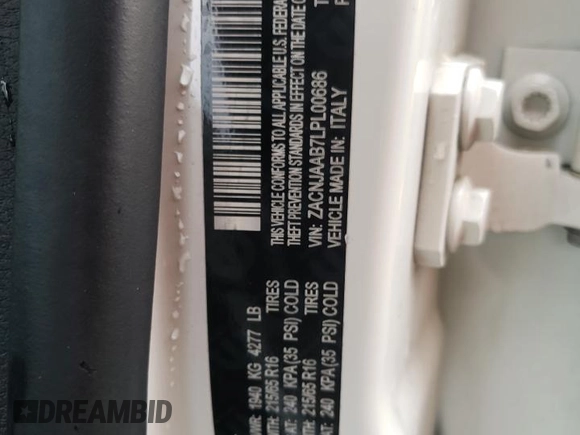 THIS VEHICLE CONFORMS TO ALL APPLICABLE U.S. FEDERAL
THEFT PREVENTION STANDARDS IN EFFECT ON THE DATE O
VIN: ZACNJAAB7LPL00686
VEHICLE MADE IN: ITALY
1940 KG 4277 LB
215/65 R16 TIRES
AT: 240 KPA(35 PSI) COLD
215/65 R16 TIRES
AT: 240 KPA(35 PSI) COLD
DREAMBID